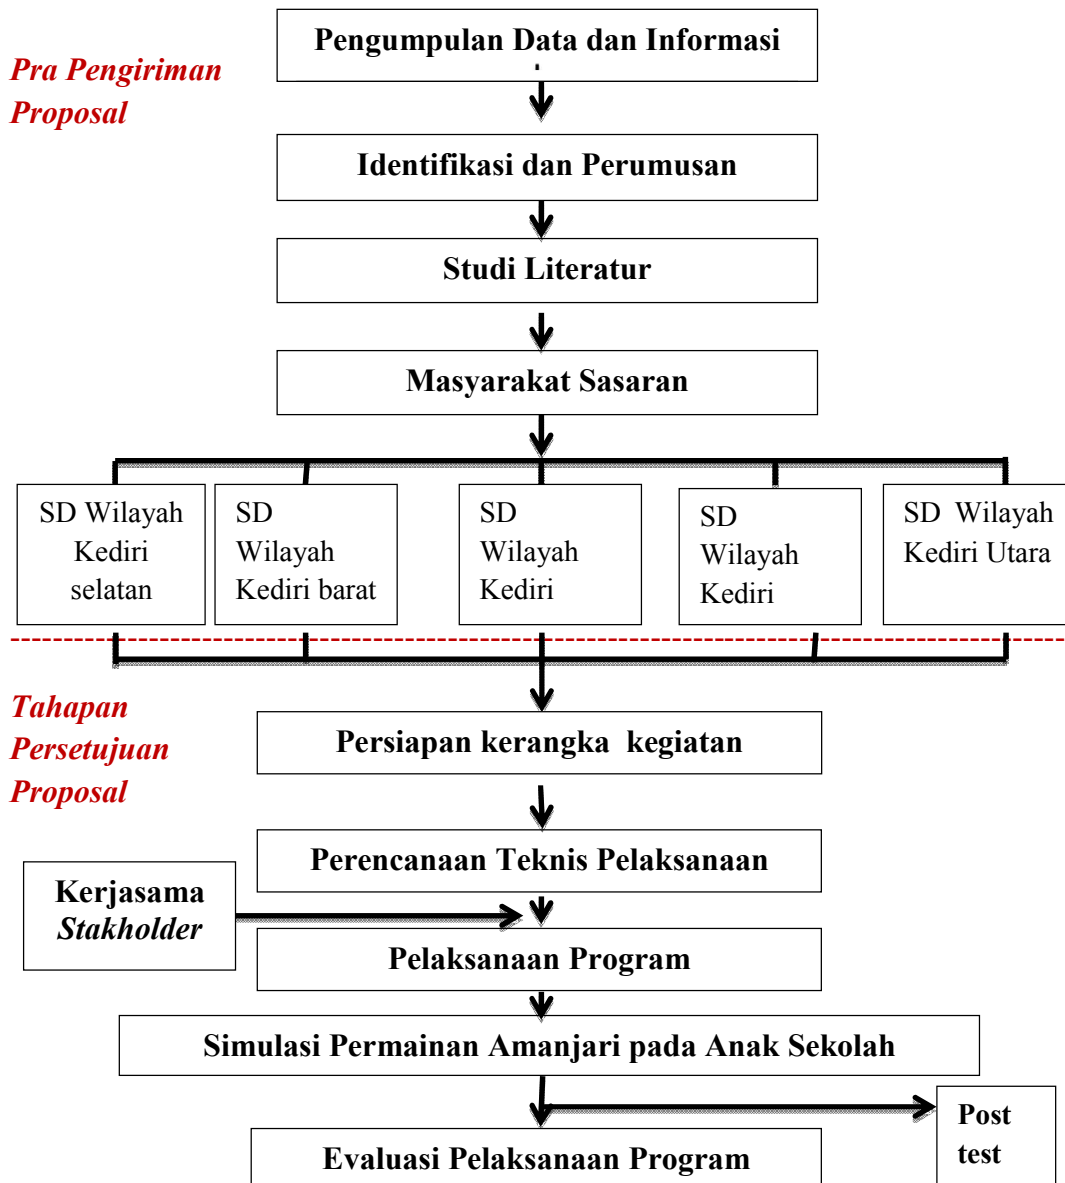 Pengumpulan Data dan Informasi
Pra Pengiriman
Proposal
Identifikasi dan Perumusan
Studi Literatur
Masyarakat Sasaran
SD Wilayah
Kediri
selatan
SD
Wilayah
Kediri barat
SD
Wilayah
Kediri
SD
Wilayah
Kediri
SD Wilayah
Kediri Utara
Tahapan
Persetujuan
Proposal
Persiapan kerangka kegiatan
Perencanaan Teknis Pelaksanaan
Kerjasama
Stakholder
Pelaksanaan Program
Simulasi Permainan Amanjari pada Anak Sekolah
Post
test
Evaluasi Pelaksanaan Program